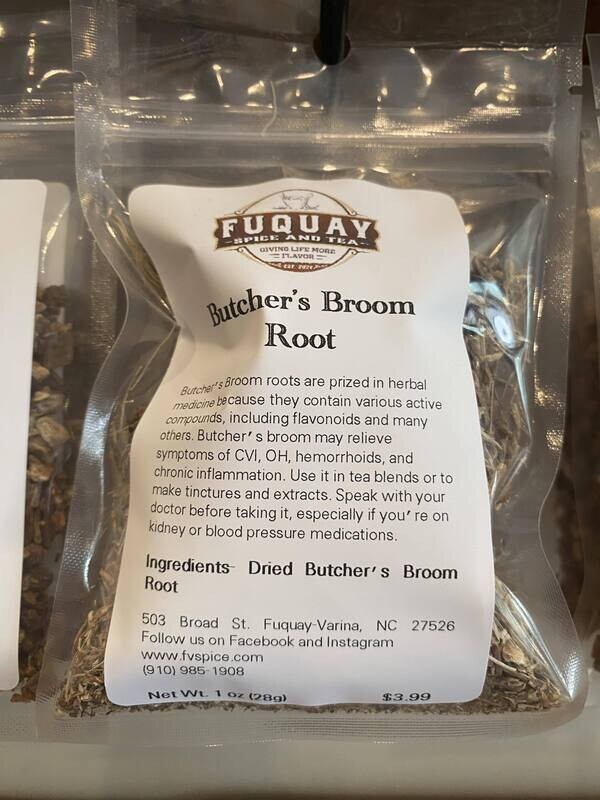 FUQUAY
SPICE AND TEA
GIVING LIFE MORE
FLAVOR
EST. 2021
Butcher's Broom
Root
Butcher's Broom roots are prized in herbal
medicine because they contain various active
compounds, including flavonoids and many
others. Butcher's broom may relieve
symptoms of CVI, OH, hemorrhoids, and
chronic inflammation. Use it in tea blends or to
make tinctures and extracts. Speak with your
doctor before taking it, especially if you're on
kidney or blood pressure medications.
Ingredients- Dried Butcher's Broom
Root
503 Broad St. Fuquay-Varina, NC 27526
Follow us on Facebook and Instagram
www.fvspice.com
(910) 985-1908
Net Wt. 1 oz (28g) $3.99